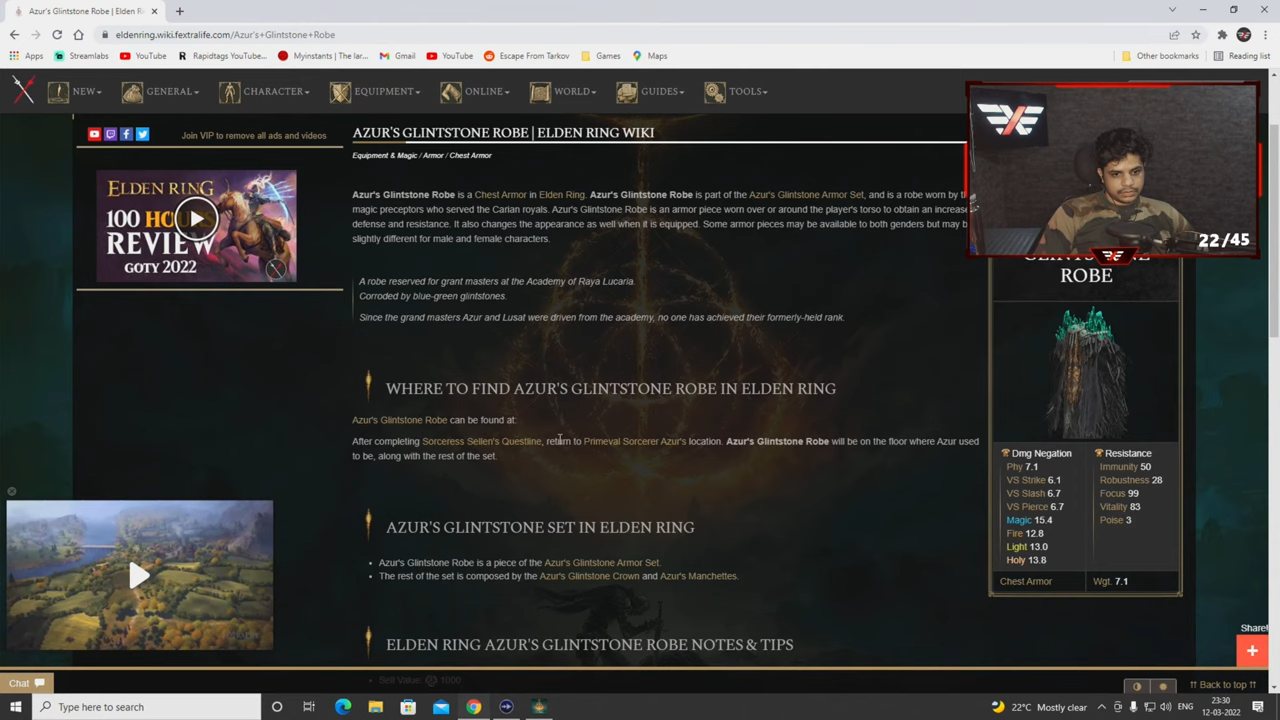 Azur's Glintstone Robe | Elden Ri
eldenring.wiki.fextralife.com/Azur's+Glintstone+Robe
Apps Streamlabs YouTube Rapidtags YouTube... Myinstants | The lar... Gmail YouTube Escape From Tarkov Games Maps Other bookmarks Reading list
NEW GENERAL CHARACTER EQUIPMENT ONLINE WORLD GUIDES TOOLS
Join VIP to remove all ads and videos
ELDEN RING
100 HOUR
REVIEW
GOTY 2022
AZUR'S GLINTSTONE ROBE | ELDEN RING WIKI
Equipment & Magic / Armor / Chest Armor
Azur's Glintstone Robe is a Chest Armor in Elden Ring. Azur's Glintstone Robe is part of the Azur's Glintstone Armor Set, and is a robe worn by th
magic preceptors who served the Carian royals. Azur's Glintstone Robe is an armor piece worn over or around the player's torso to obtain an increase
defense and resistance. It also changes the appearance as well when it is equipped. Some armor pieces may be available to both genders but may b
slightly different for male and female characters.
A robe reserved for grant masters at the Academy of Raya Lucaria.
Corroded by blue-green glintstones.
Since the grand masters Azur and Lusat were driven from the academy, no one has achieved their formerly-held rank.
WHERE TO FIND AZUR'S GLINTSTONE ROBE IN ELDEN RING
Azur's Glintstone Robe can be found at:
After completing Sorceress Sellen's Questline, return to Primeval Sorcerer Azur's location. Azur's Glintstone Robe will be on the floor where Azur used
to be, along with the rest of the set.
AZUR'S GLINTSTONE SET IN ELDEN RING
Azur's Glintstone Robe is a piece of the Azur's Glintstone Armor Set.
The rest of the set is composed by the Azur's Glintstone Crown and Azur's Manchettes.
ELDEN RING AZUR'S GLINTSTONE ROBE NOTES & TIPS
Sell Value: 1000
22/45
GLINTSTONE
ROBE
Dmg Negation Resistance
Phy 7.1 Immunity 50
VS Strike 6.1 Robustness 28
VS Slash 6.7 Focus 99
VS Pierce 6.7 Vitality 83
Magic 15.4 Poise 3
Fire 12.8
Light 13.0
Holy 13.8
Chest Armor Wgt. 7.1
Share!
Chat
⇈ Back to top ⇈
Type here to search
22°C Mostly clear ENG
23:30
12-03-2022